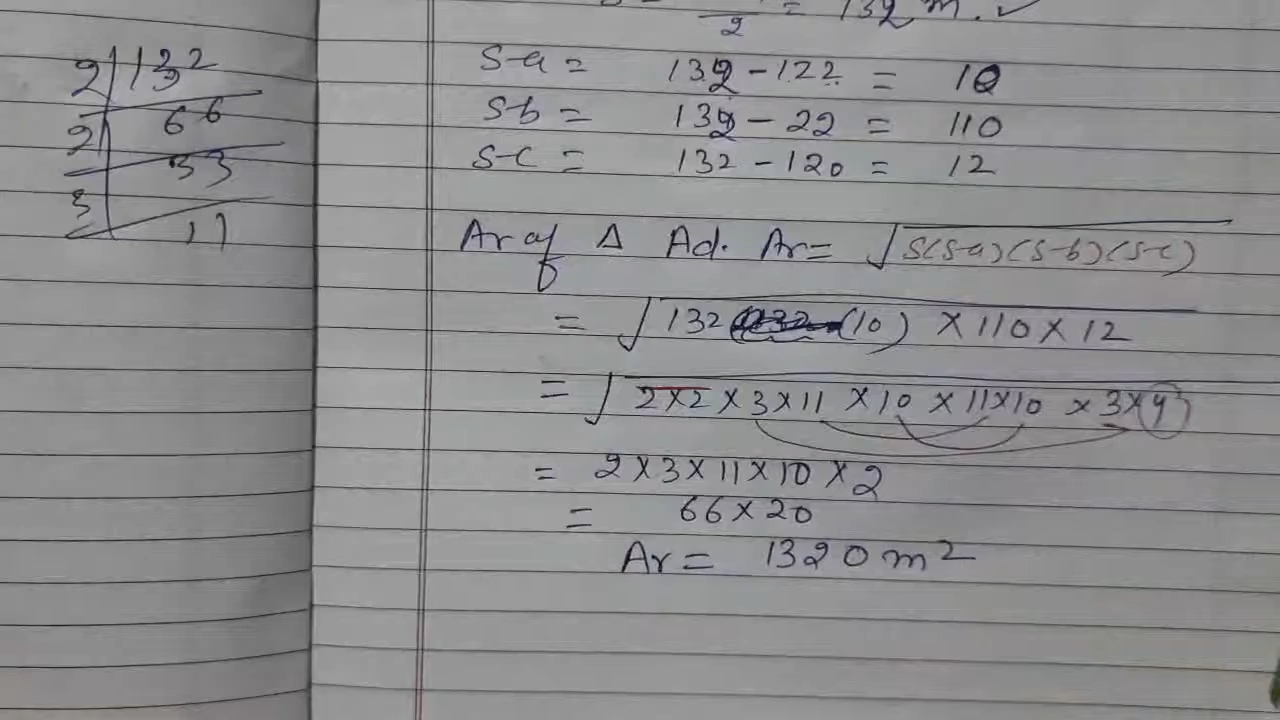 2 | 132
2 | 66
3 | 33
11
2 = 132 m. ✓
S-a = 132 - 122 = 10
S-b = 132 - 22 = 110
S-c = 132 - 120 = 12
Ar of Δ Ad. Ar = √S(S-a)(S-b)(S-c)
= √132 (10) × 110 × 12
= √2×2×3×11×10×11×10×3×4
= 2×3×11×10×2
= 66×20
Ar = 1320 m²